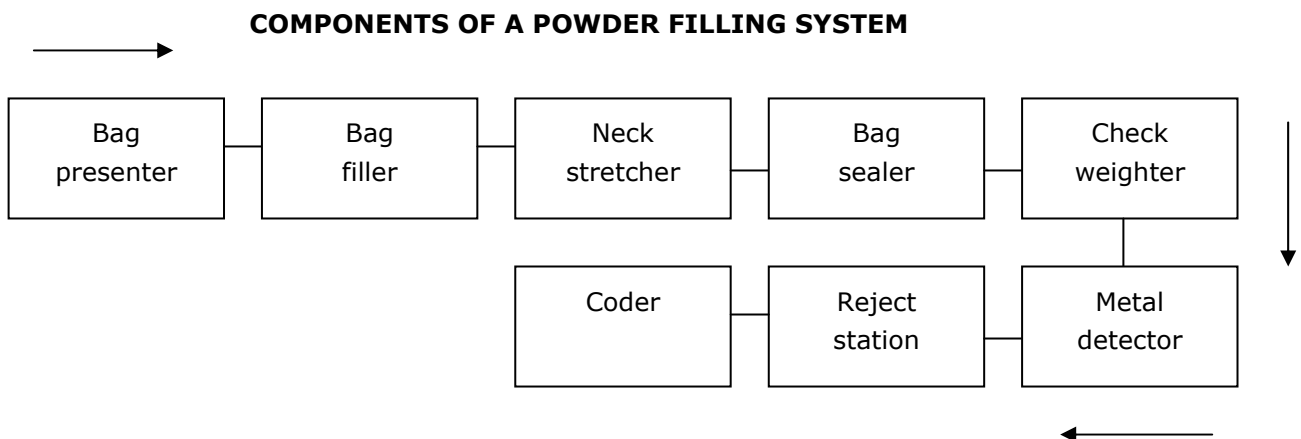 COMPONENTS OF A POWDER FILLING SYSTEM
Bag
presenter
Bag
filler
Neck
stretcher
Bag
sealer
Check
weighter
Coder
Reject
station
Metal
detector